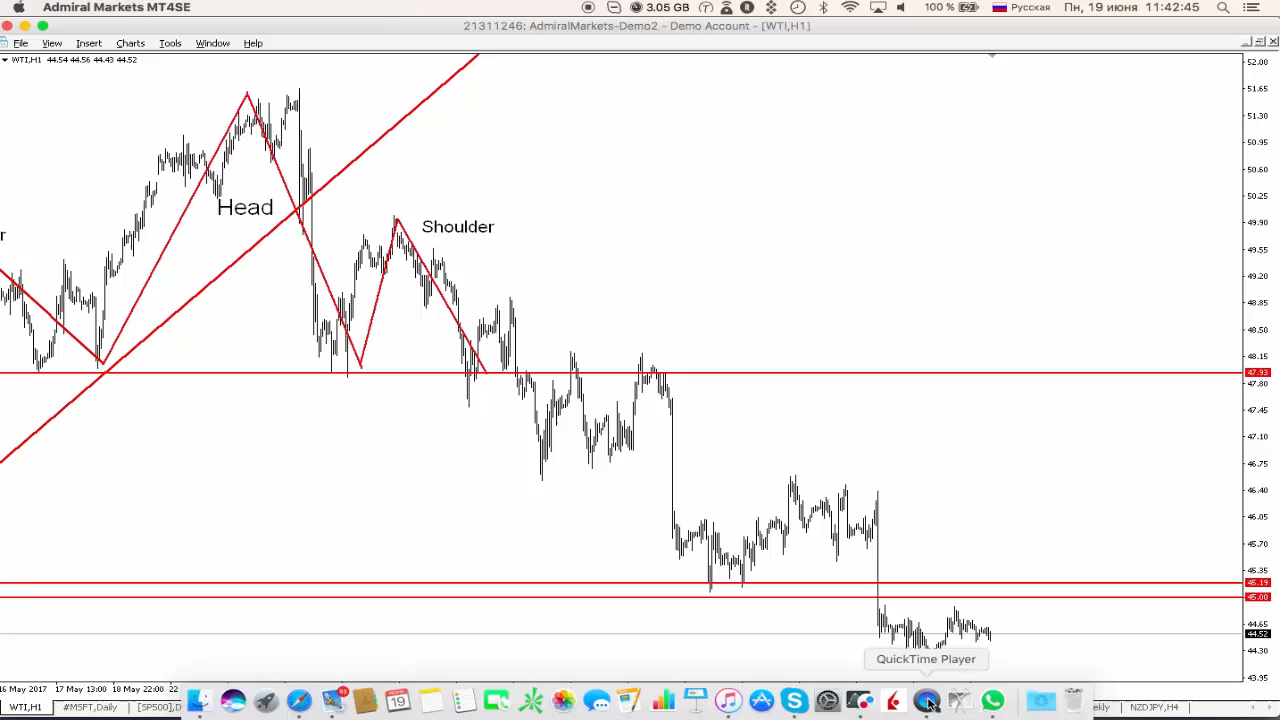 Admiral Markets MT4SE 3.05 GB 100 % Русская Пн, 19 июня 11:42:45
21311246: AdmiralMarkets-Demo2 - Demo Account - [WTI,H1]
File View Insert Charts Tools Window Help
WTI,H1 44.54 44.56 44.43 44.52
52.00
51.65
51.30
50.95
50.60
50.25
Head
Shoulder
r
49.90
49.55
49.20
48.85
48.50
48.15
47.93
47.80
47.45
47.10
46.75
46.40
46.05
45.70
45.35
45.19
45.00
44.65
44.52
44.30
QuickTime Player
43.95
16 May 2017 17 May 13:00 18 May 22:00 22
93
19
WTI,H1 #MSFT,Daily [SP500],D NZDJPY,H4